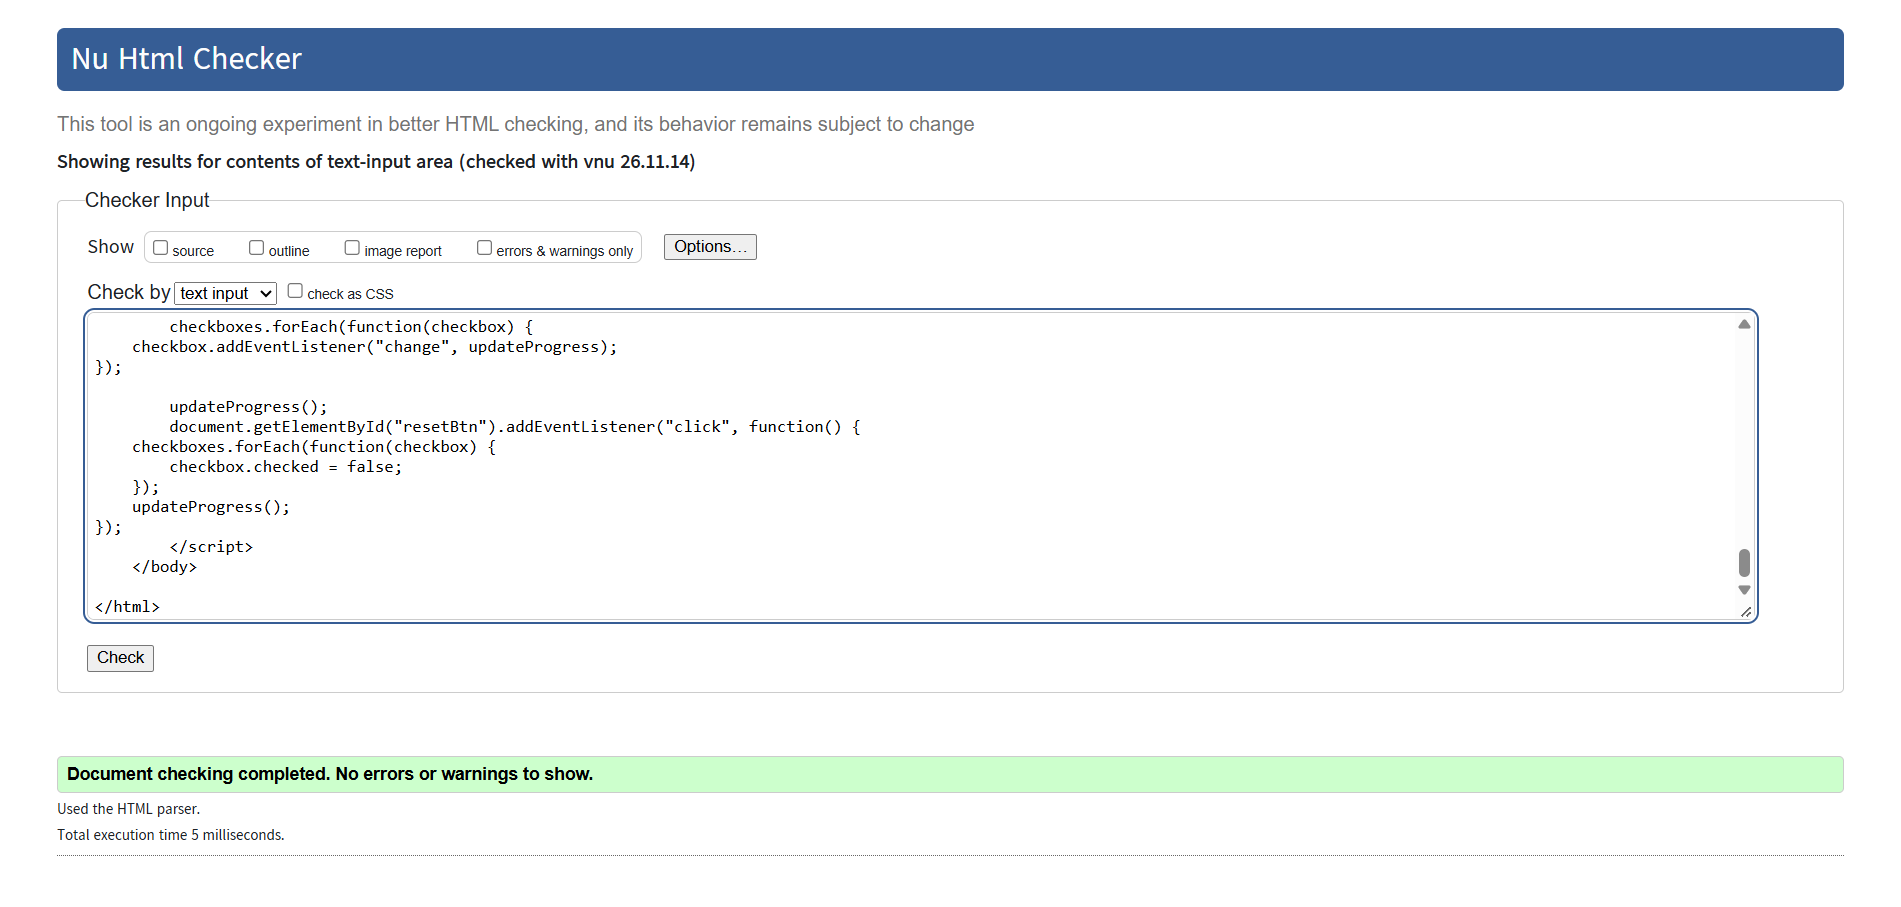 Nu Html Checker
This tool is an ongoing experiment in better HTML checking, and its behavior remains subject to change
Showing results for contents of text-input area (checked with vnu 26.11.14)
Checker Input
Show source outline image report errors & warnings only Options...
Check by text input check as CSS
        checkboxes.forEach(function(checkbox) {
    checkbox.addEventListener("change", updateProgress);
});
        updateProgress();
        document.getElementById("resetBtn").addEventListener("click", function() {
    checkboxes.forEach(function(checkbox) {
        checkbox.checked = false;
    });
    updateProgress();
});
        </script>
    </body>
</html>
Check
Document checking completed. No errors or warnings to show.
Used the HTML parser.
Total execution time 5 milliseconds.